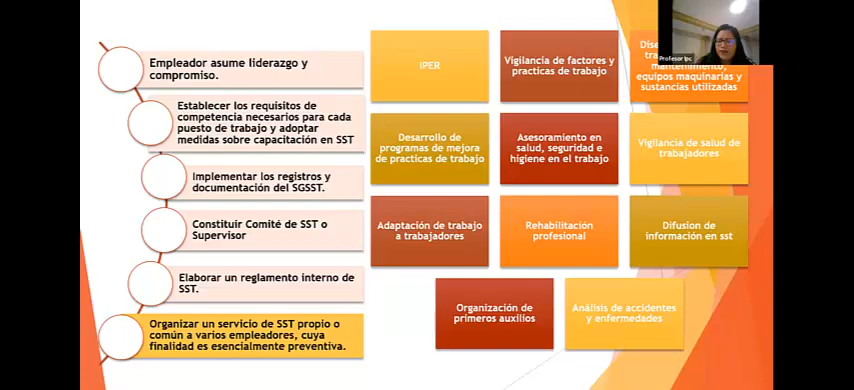 Empleador asume liderazgo y
compromiso.
Establecer los requisitos de
competencia necesarios para cada
puesto de trabajo y adoptar
medidas sobre capacitación en SST
Implementar los registros y
documentación del SGSST.
Constituir Comité de SST o
Supervisor
Elaborar un reglamento interno de
SST.
Organizar un servicio de SST propio o
común a varios empleadores, cuya
finalidad es esencialmente preventiva.
IPER
Vigilancia de factores y
practicas de trabajo
Profesor Ipc
mantenimiento,
equipos maquinarias y
sustancias utilizadas
Desarrollo de
programas de mejora
de practicas de trabajo
Asesoramiento en
salud, seguridad e
higiene en el trabajo
Vigilancia de salud de
trabajadores
Adaptación de trabajo
a trabajadores
Rehabilitación
profesional
Difusion de
información en sst
Organización de
primeros auxilios
Análisis de accidentes
y enfermedades